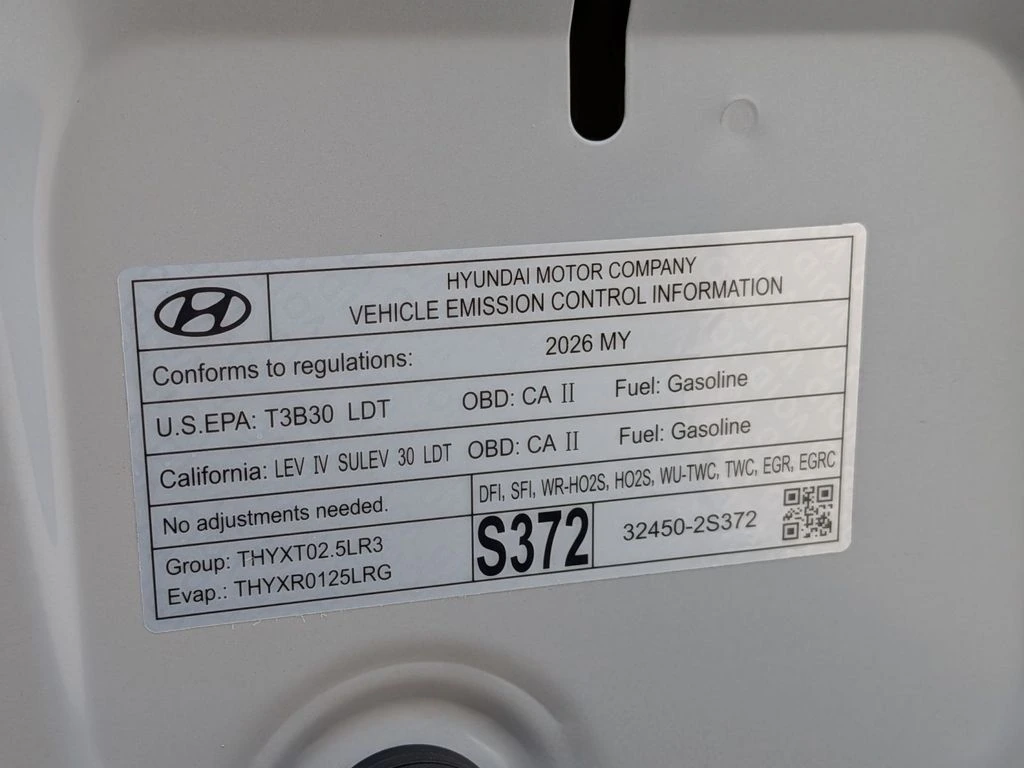 HYUNDAI MOTOR COMPANY
VEHICLE EMISSION CONTROL INFORMATION
Conforms to regulations: 2026 MY
U.S.EPA: T3B30 LDT OBD: CA II Fuel: Gasoline
California: LEV IV SULEV 30 LDT OBD: CA II Fuel: Gasoline
No adjustments needed.
DFI, SFI, WR-HO2S, HO2S, WU-TWC, TWC, EGR, EGRC
Group: THYXT02.5LR3
Evap.: THYXR0125LRG
S372
32450-2S372